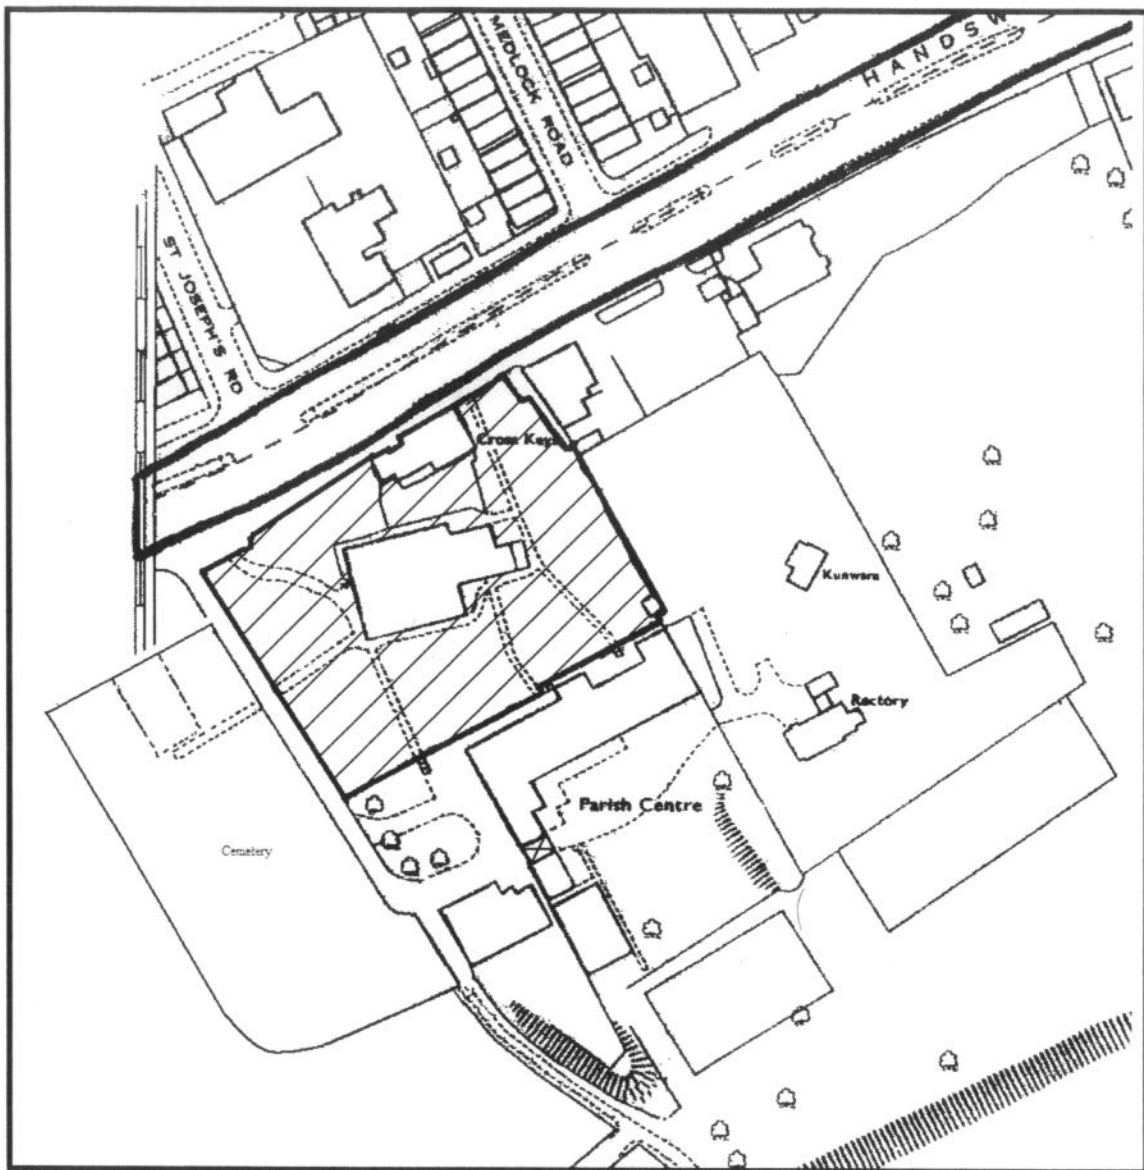 MEDLOCK ROAD
HANDSW
ST JOSEPH'S RD
Cross Keys
Kunwara
Rectory
Parish Centre
Cemetery